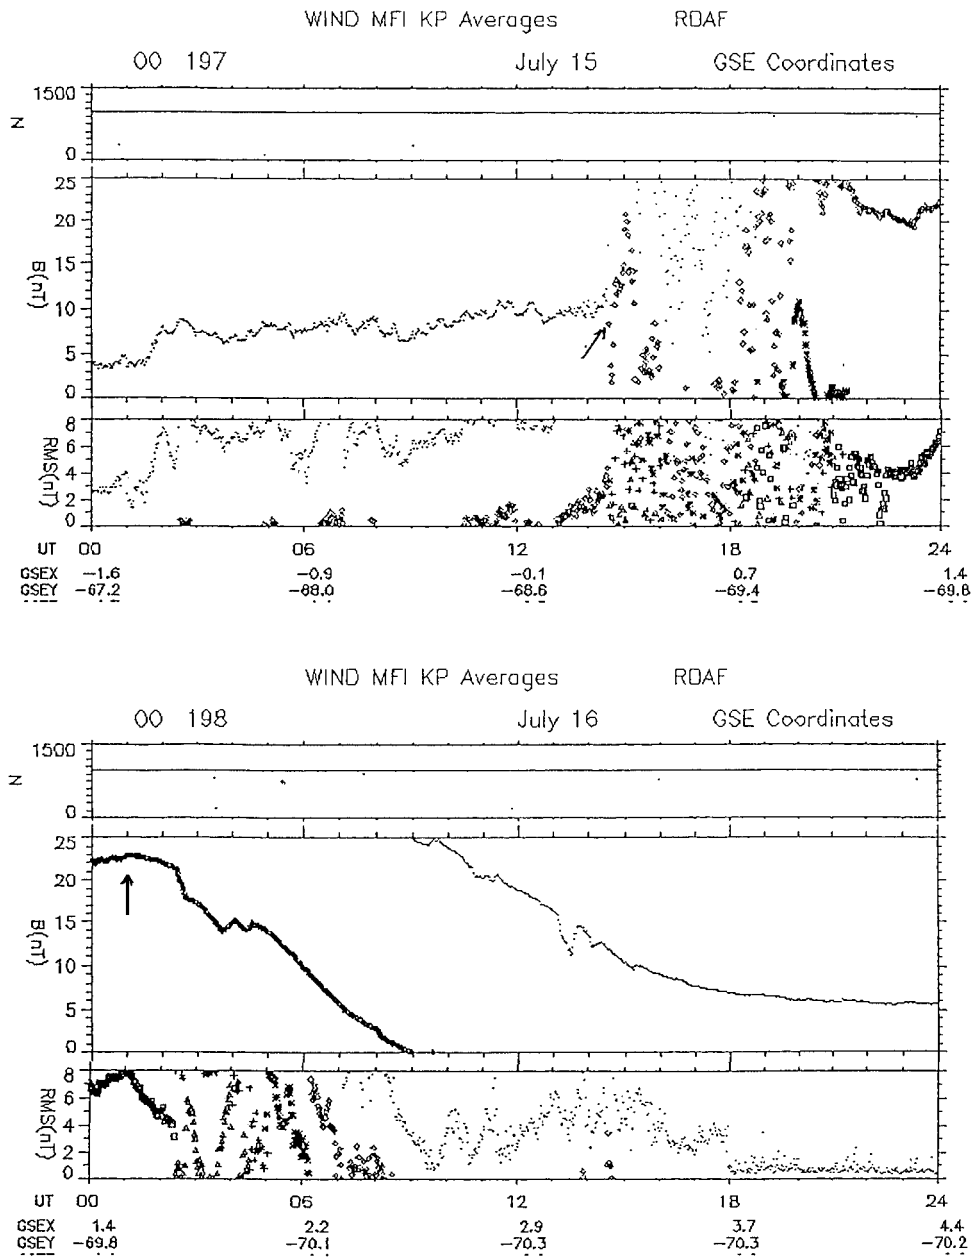 WIND MFI KP Averages RDAF
00 197 July 15 GSE Coordinates
1500
N
0
25
20
15
B(nT)
10
5
0
8
6
RMS(nT)
4
2
0
UT 00 06 12 18 24
GSEX -1.6 -0.9 -0.1 0.7 1.4
GSEY -67.2 -68.0 -68.6 -69.4 -69.8
WIND MFI KP Averages RDAF
00 198 July 16 GSE Coordinates
1500
N
0
25
20
15
B(nT)
10
5
0
8
6
RMS(nT)
4
2
0
UT 00 06 12 18 24
GSEX 1.4 2.2 2.9 3.7 4.4
GSEY -69.8 -70.1 -70.3 -70.3 -70.2